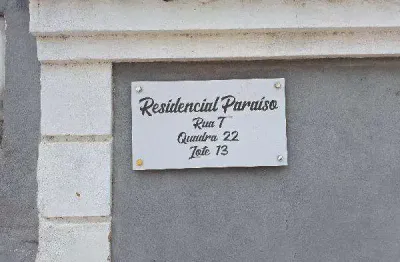 Residencial Paraíso
Rua 7
Quadra 22
Lote 13